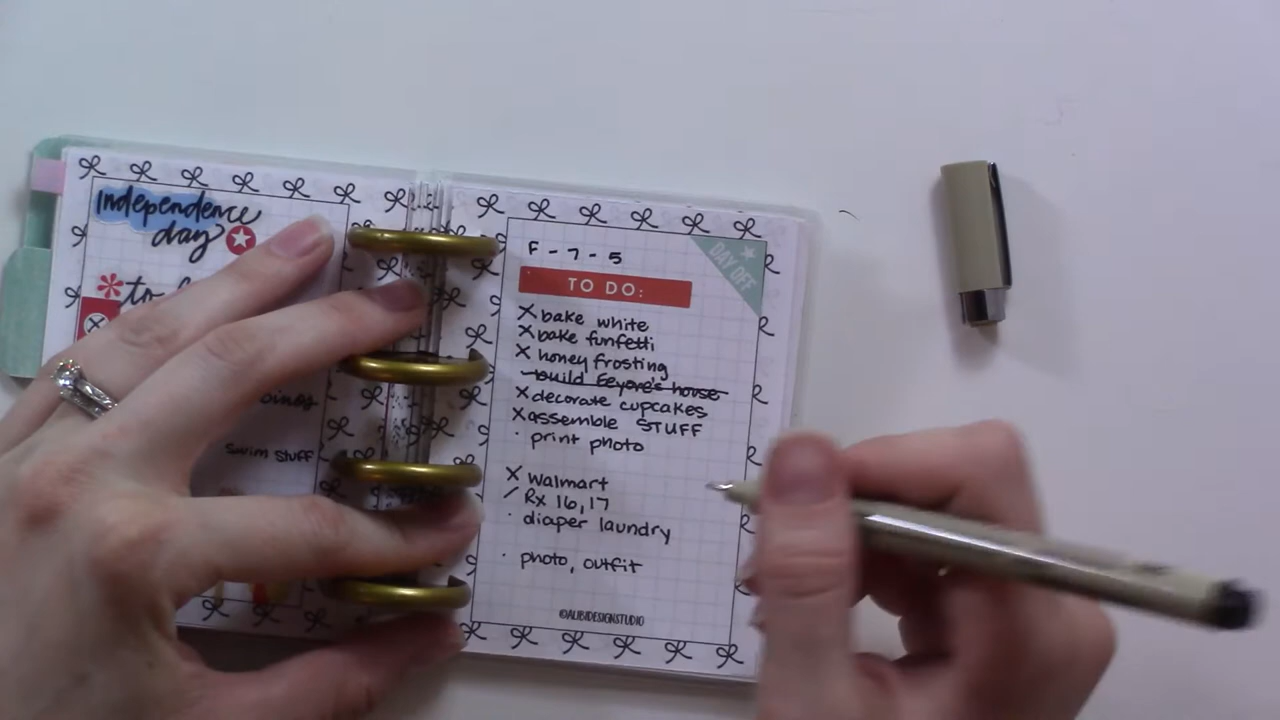 Independence
day
to
swim stuff
DAY OFF
F - 7 - 5
TO DO:
X bake white
X bake funfetti
X honey frosting
build Eeyore's house
X decorate cupcakes
X assemble STUFF
· print photo
X Walmart
/ Rx 16, 17
· diaper laundry
· photo, outfit
©ALIBIDESIGNSTUDIO